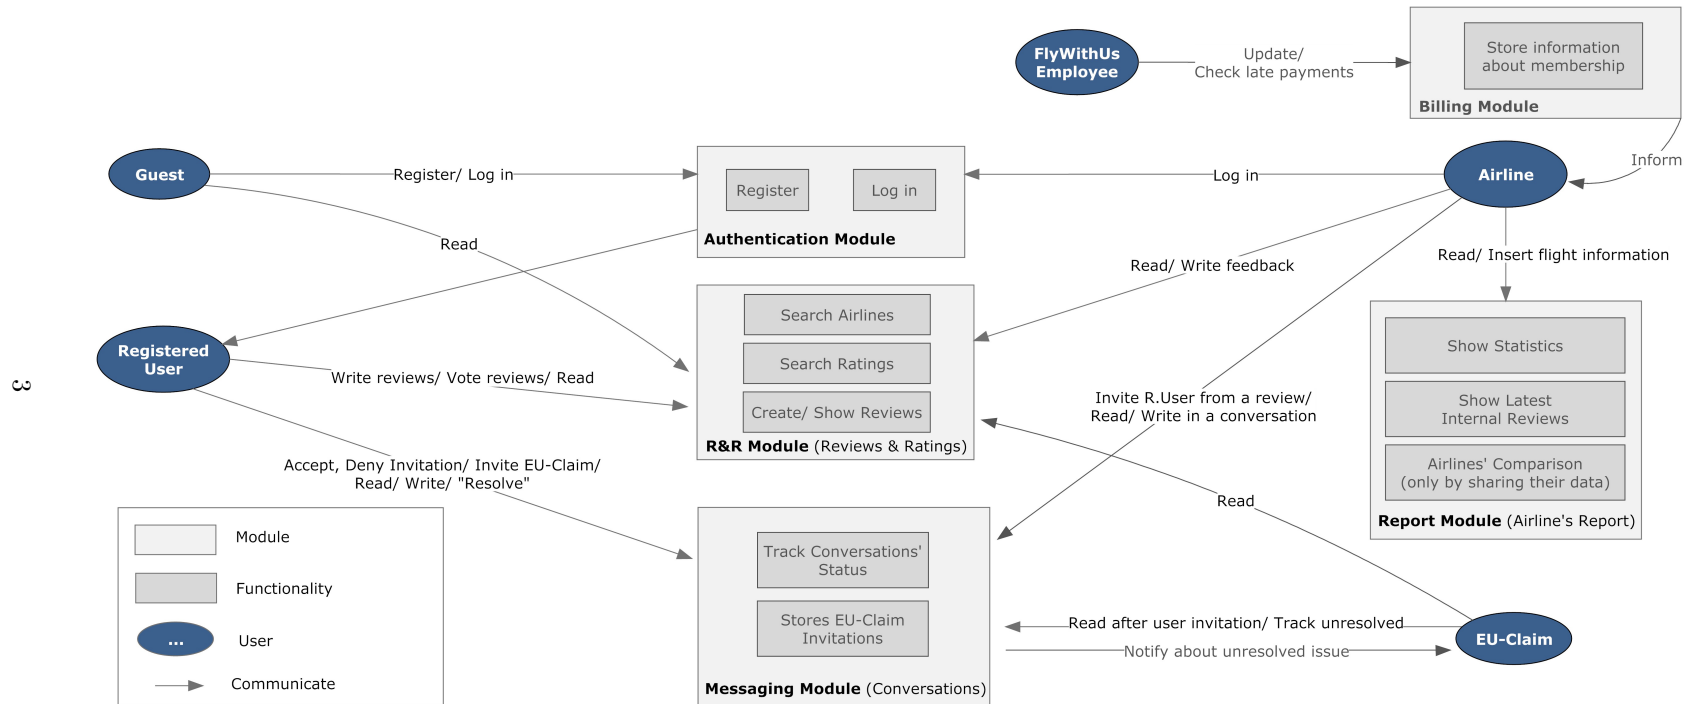 FlyWithUs
Employee
Update/
Check late payments
Store information
about membership
Billing Module
Inform
Guest
Register/ Log in
Register
Log in
Authentication Module
Log in
Airline
Read
Read/ Write feedback
Read/ Insert flight information
Registered
User
Write reviews/ Vote reviews/ Read
Search Airlines
Search Ratings
Create/ Show Reviews
R&R Module (Reviews & Ratings)
Invite R.User from a review/
Read/ Write in a conversation
Show Statistics
Show Latest
Internal Reviews
Airlines' Comparison
(only by sharing their data)
Report Module (Airline's Report)
3
Accept, Deny Invitation/ Invite EU-Claim/
Read/ Write/ "Resolve"
Read
Track Conversations'
Status
Stores EU-Claim
Invitations
Messaging Module (Conversations)
Read after user invitation/ Track unresolved
Notify about unresolved issue
EU-Claim
Module
Functionality
...
User
Communicate